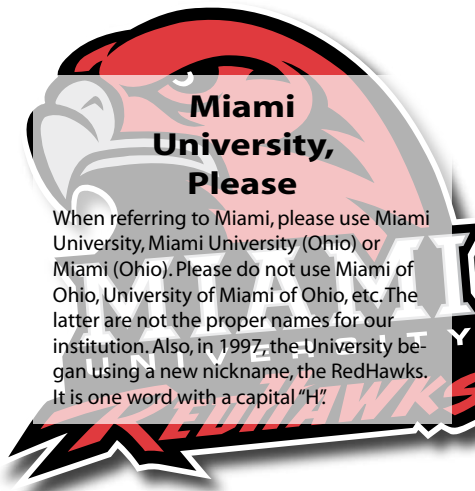 Miami
University,
Please
When referring to Miami, please use Miami
University, Miami University (Ohio) or
Miami (Ohio). Please do not use Miami of
Ohio, University of Miami of Ohio, etc. The
latter are not the proper names for our
institution. Also, in 1997, the University be-
gan using a new nickname, the RedHawks.
It is one word with a capital “H”.
MIAMI
UNIVERSITY
REDHAWKS